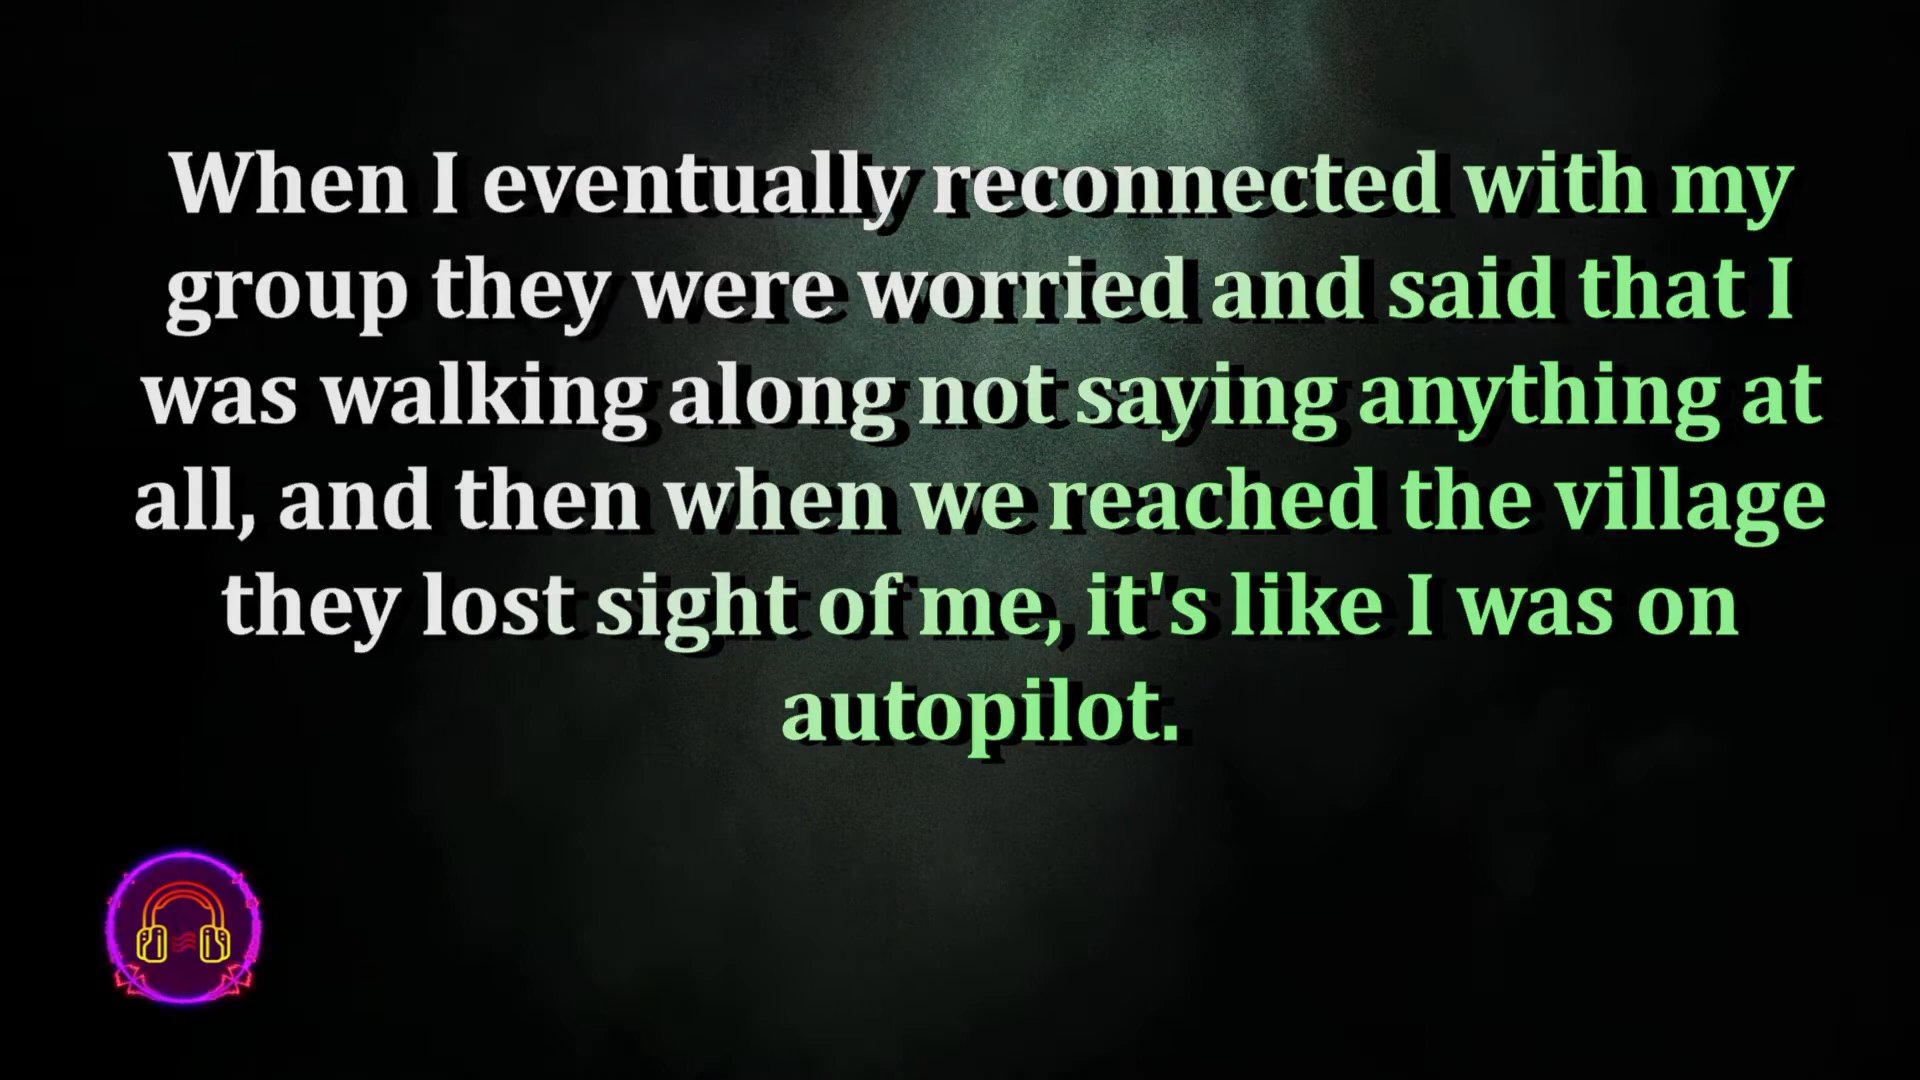 When I eventually reconnected with my
group they were worried and said that I
was walking along not saying anything at
all, and then when we reached the village
they lost sight of me, it's like I was on
autopilot.